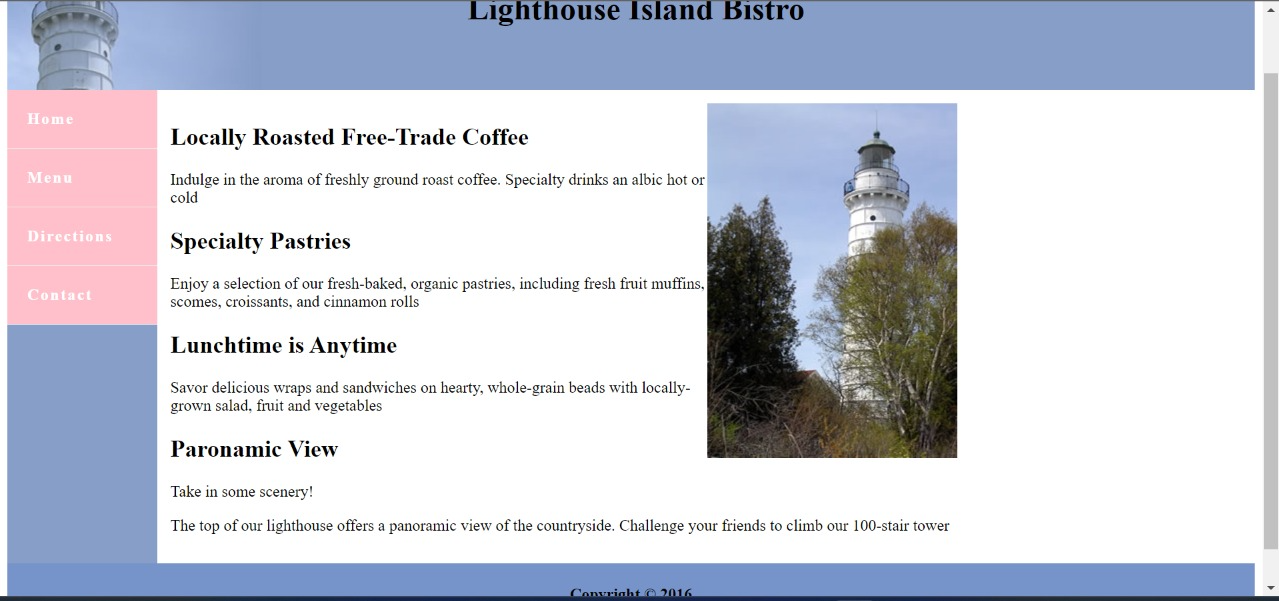 Lighthouse Island Bistro
Home
Menu
Directions
Contact
Locally Roasted Free-Trade Coffee
Indulge in the aroma of freshly ground roast coffee. Specialty drinks an albic hot or
cold
Specialty Pastries
Enjoy a selection of our fresh-baked, organic pastries, including fresh fruit muffins,
scomes, croissants, and cinnamon rolls
Lunchtime is Anytime
Savor delicious wraps and sandwiches on hearty, whole-grain beads with locally-
grown salad, fruit and vegetables
Paronamic View
Take in some scenery!
The top of our lighthouse offers a panoramic view of the countryside. Challenge your friends to climb our 100-stair tower
Copyright © 2016